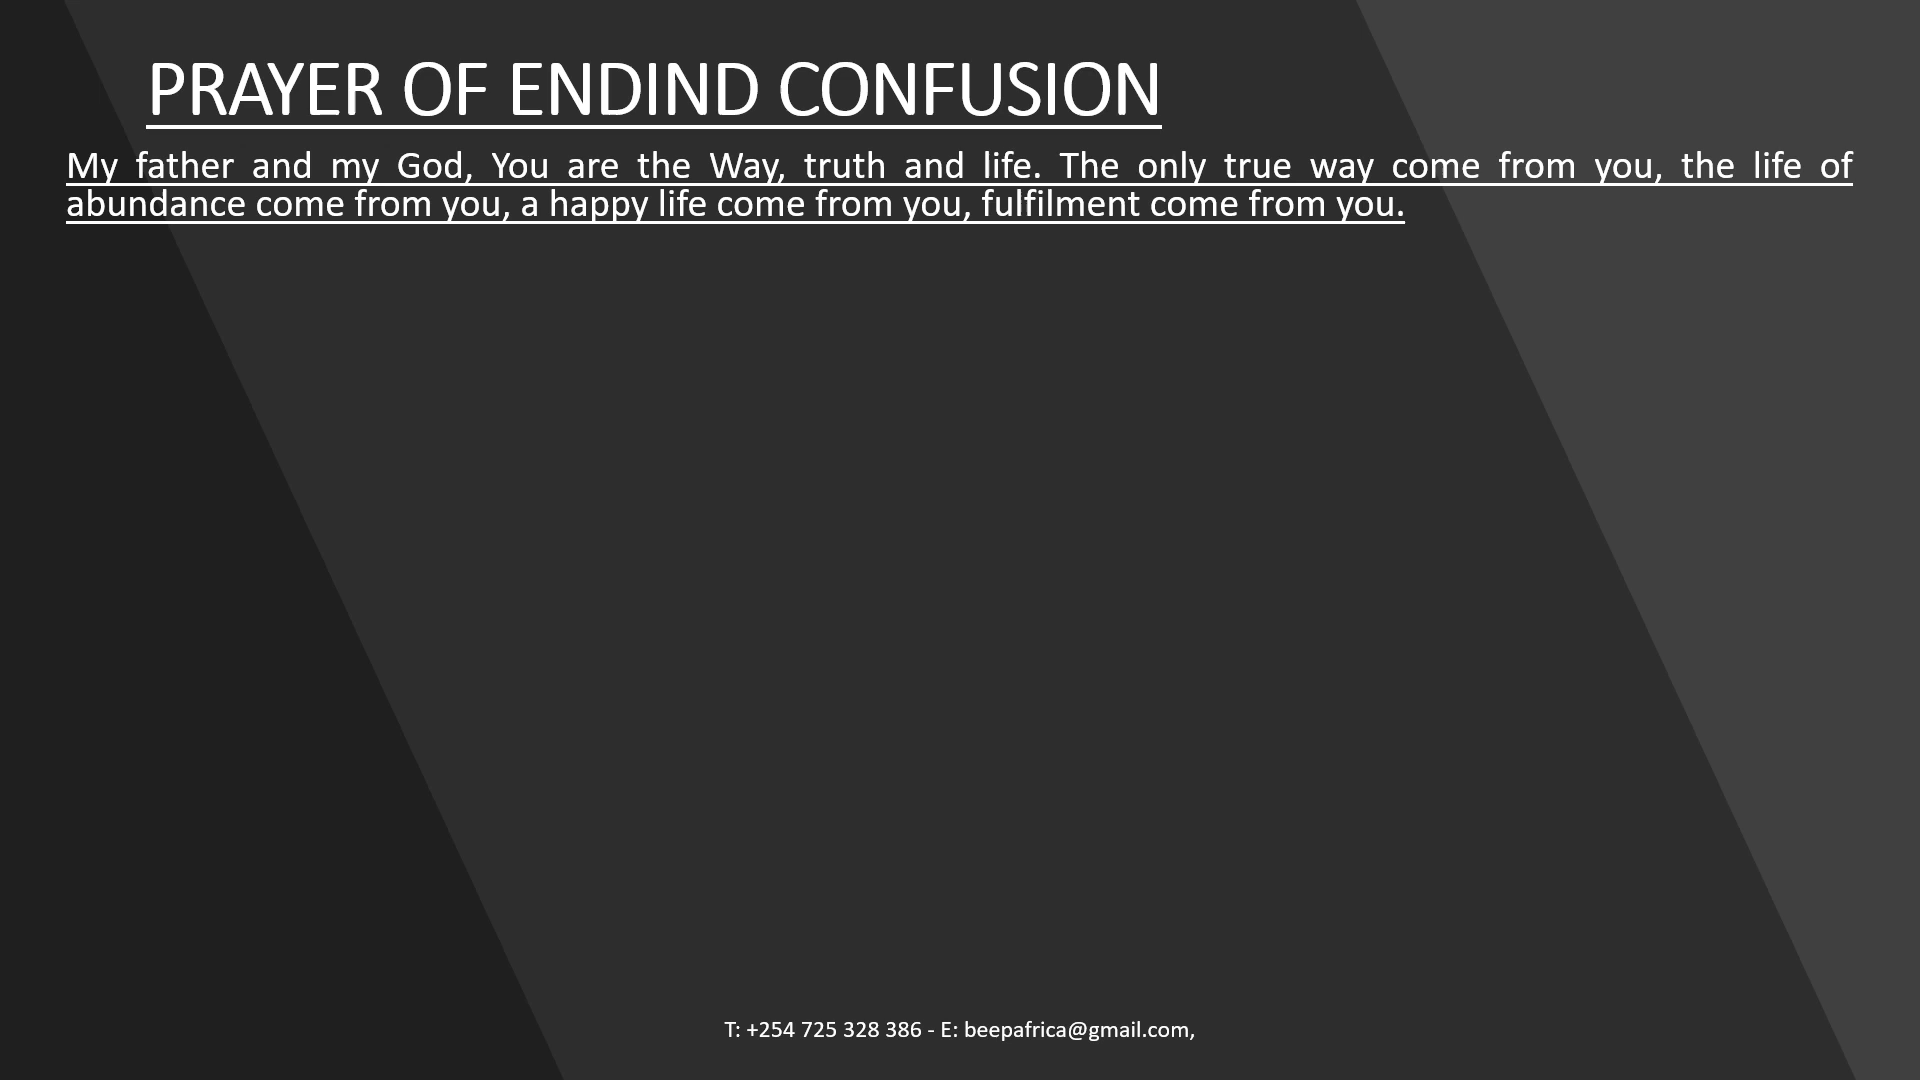 PRAYER OF ENDIND CONFUSION
My father and my God, You are the Way, truth and life. The only true way come from you, the life of
abundance come from you, a happy life come from you, fulfilment come from you.
T: +254 725 328 386 - E: beepafrica@gmail.com,